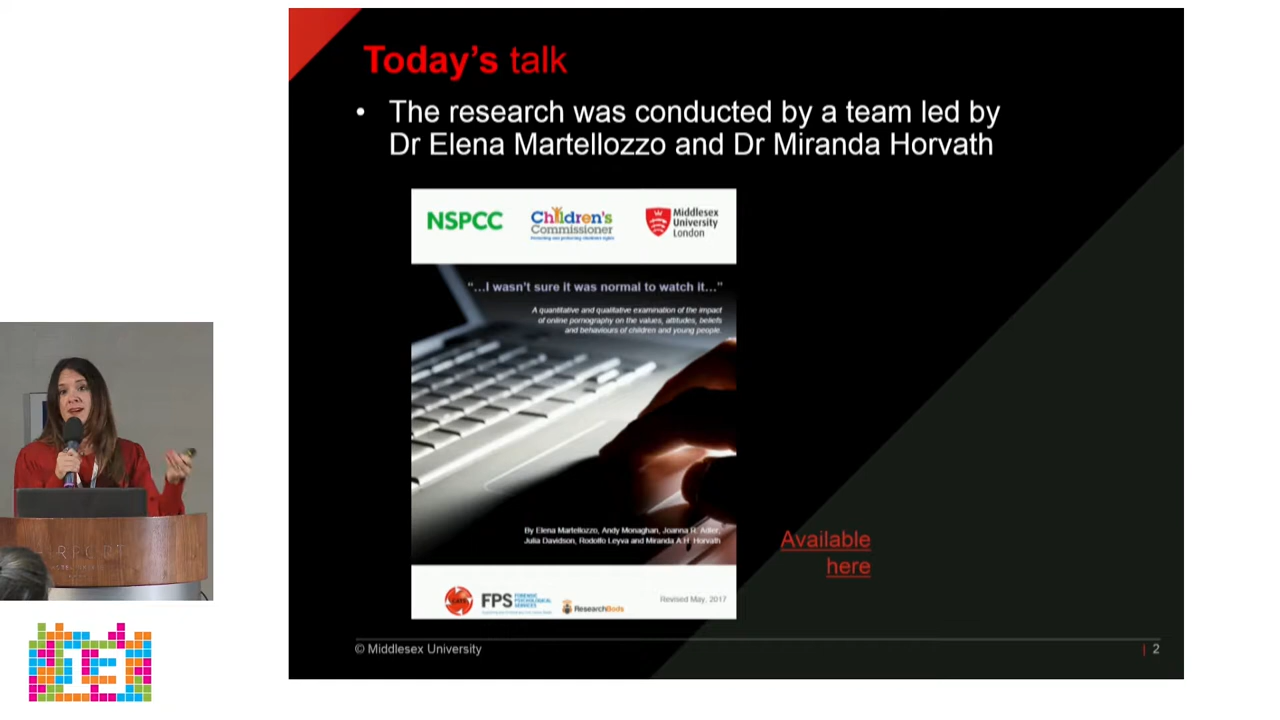 Today's talk
• The research was conducted by a team led by
Dr Elena Martellozzo and Dr Miranda Horvath
NSPCC
Children's
Commissioner
Middlesex
University
London
"...I wasn't sure it was normal to watch it..."
A quantitative and qualitative examination of the impact
of online pornography on the values, attitudes, beliefs
and behaviours of children and young people.
By Elena Martellozzo, Andy Monaghan, Joanna R. Adler,
Julia Davidson, Rodolfo Leyva and Miranda A.H. Horvath
FPS
FORENSIC
PSYCHOLOGICAL
SERVICES
ResearchBods
Revised May, 2017
Available
here
© Middlesex University
| 2